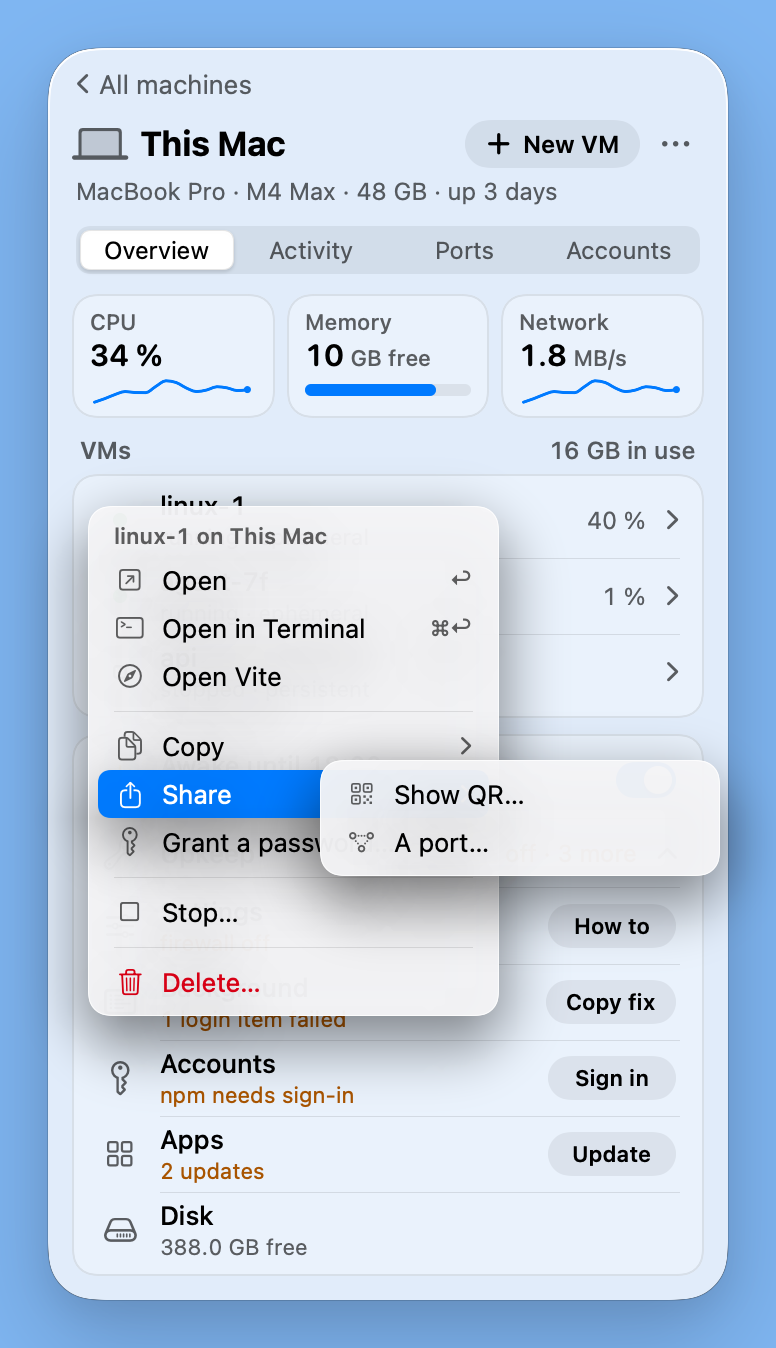 All machines
This Mac
New VM
MacBook Pro · M4 Max · 48 GB · up 3 days
Overview
Activity
Ports
Accounts
CPU
34 %
Memory
10 GB free
Network
1.8 MB/s
VMs
16 GB in use
linux-1
40 %
1 %
linux-1 on This Mac
Open
Open in Terminal ⌘
Open Vite
Copy
Share
Grant a passw
Show QR...
A port...
Stop...
Delete...
How to
Copy fix
1 login item failed
Accounts
npm needs sign-in
Sign in
Apps
2 updates
Update
Disk
388.0 GB free